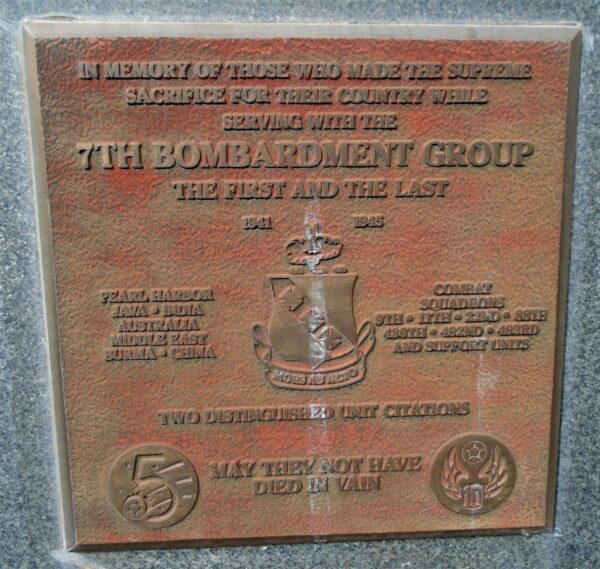 IN MEMORY OF THOSE WHO MADE THE SUPREME
SACRIFICE FOR THEIR COUNTRY WHILE
SERVING WITH THE
7TH BOMBARDMENT GROUP
THE FIRST AND THE LAST
1941 1945
PEARL HARBOR
JAVA • INDIA
AUSTRALIA
MIDDLE EAST
BURMA • CHINA
MORS AB ALTO
COMBAT
SQUADRONS
9TH • 11TH • 22ND • 88TH
436TH • 492ND • 493RD
AND SUPPORT UNITS
TWO DISTINGUISHED UNIT CITATIONS
5
MAY THEY NOT HAVE
DIED IN VAIN
10